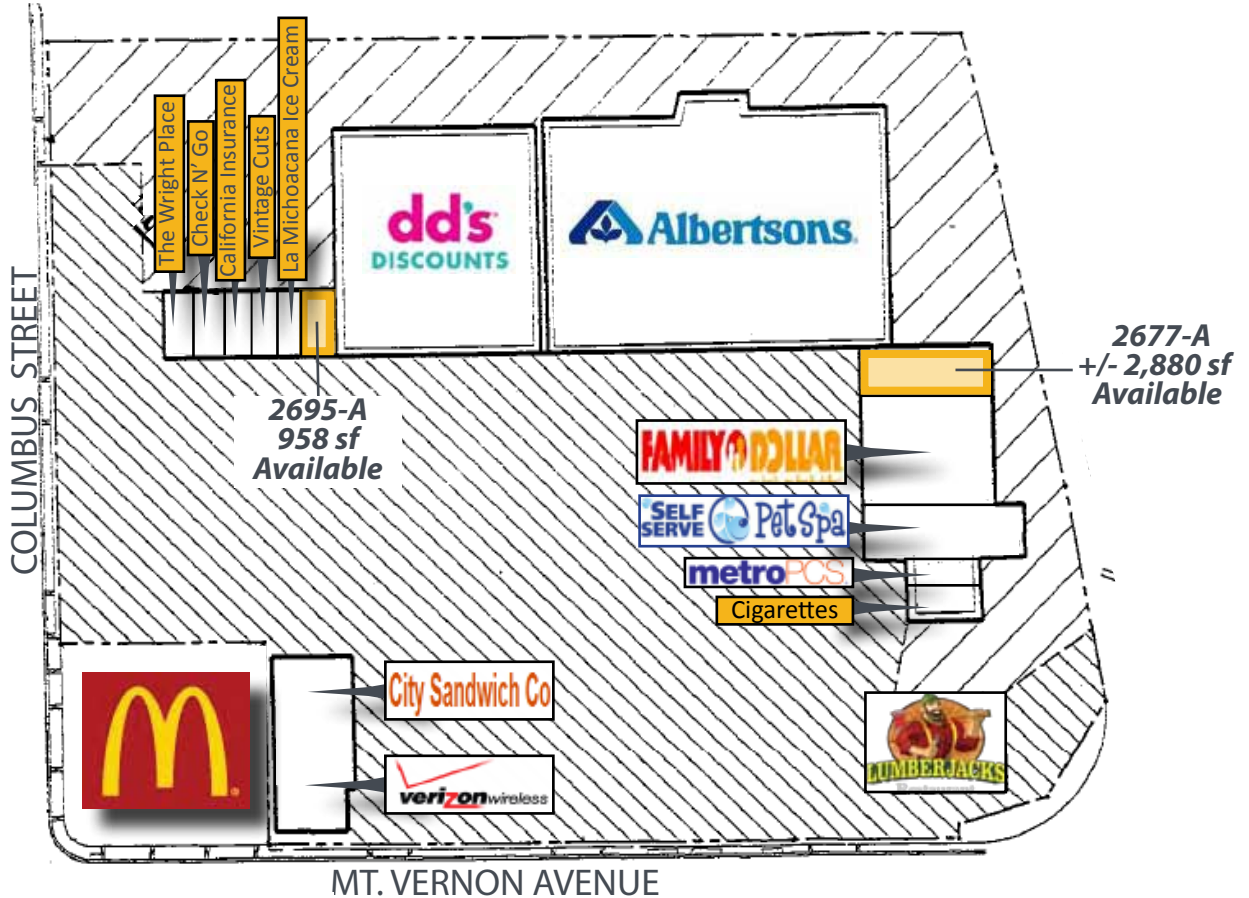 The Wright Place
Check N' Go
California Insurance
Vintage Cuts
La Michoacana Ice Cream
dd's
DISCOUNTS
Albertsons
COLUMBUS STREET
2695-A
958 sf
Available
2677-A
+/- 2,880 sf
Available
FAMILY DOLLAR
SELF
SERVE
Pet Spa
metroPCS
Cigarettes
City Sandwich Co
verizon wireless
LUMBERJACKS
Restaurant
MT. VERNON AVENUE